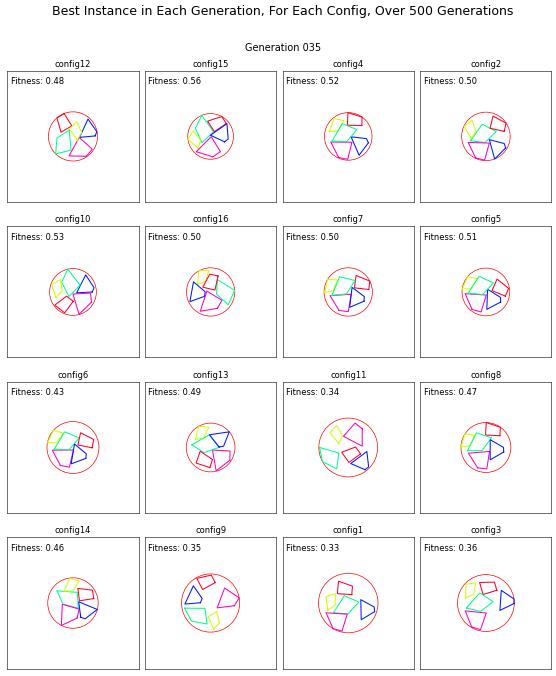 Best Instance in Each Generation, For Each Config, Over 500 Generations
Generation 035
config12 config15 config4 config2
Fitness: 0.48 Fitness: 0.56 Fitness: 0.52 Fitness: 0.50
config10 config16 config7 config5
Fitness: 0.53 Fitness: 0.50 Fitness: 0.50 Fitness: 0.51
config6 config13 config11 config8
Fitness: 0.43 Fitness: 0.49 Fitness: 0.34 Fitness: 0.47
config14 config9 config1 config3
Fitness: 0.46 Fitness: 0.35 Fitness: 0.33 Fitness: 0.36